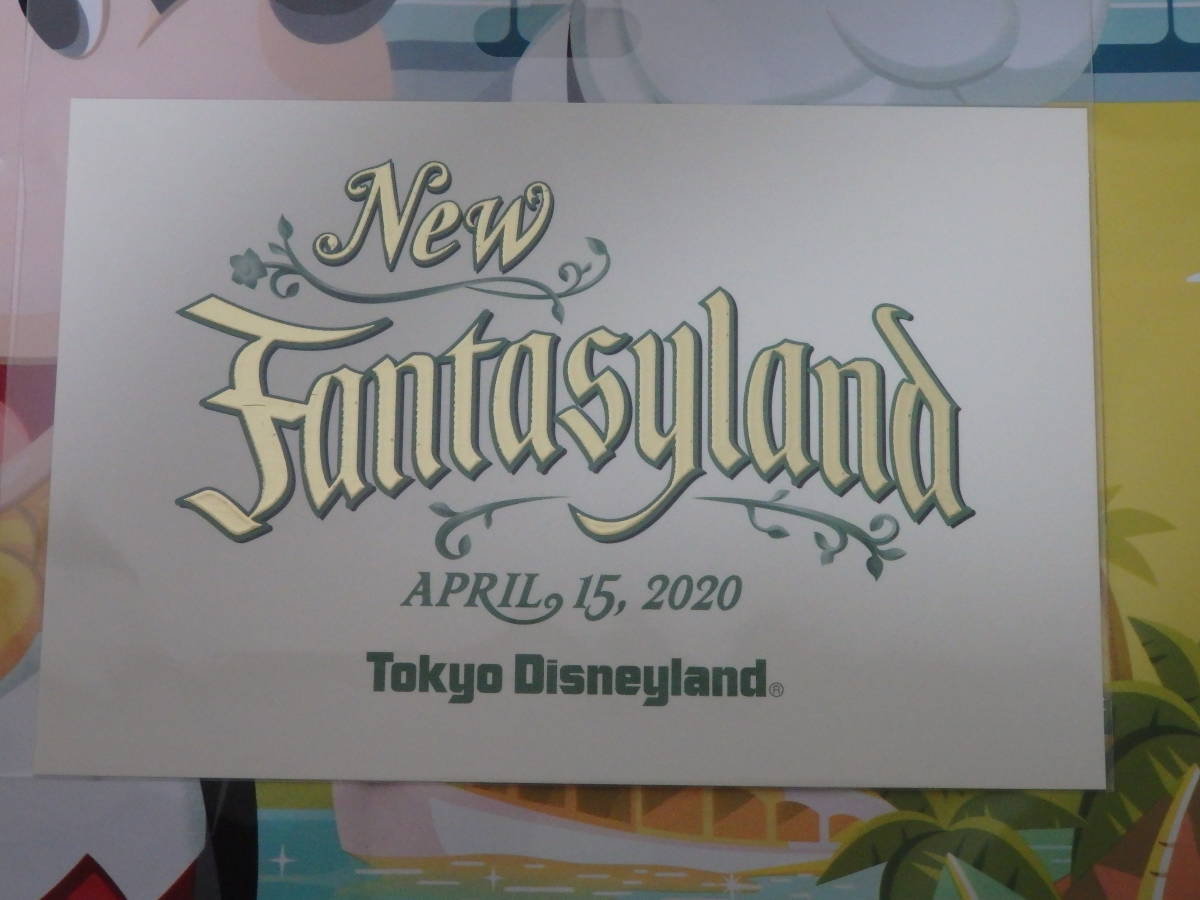 New
Fantasyland
APRIL 15, 2020
Tokyo Disneyland®